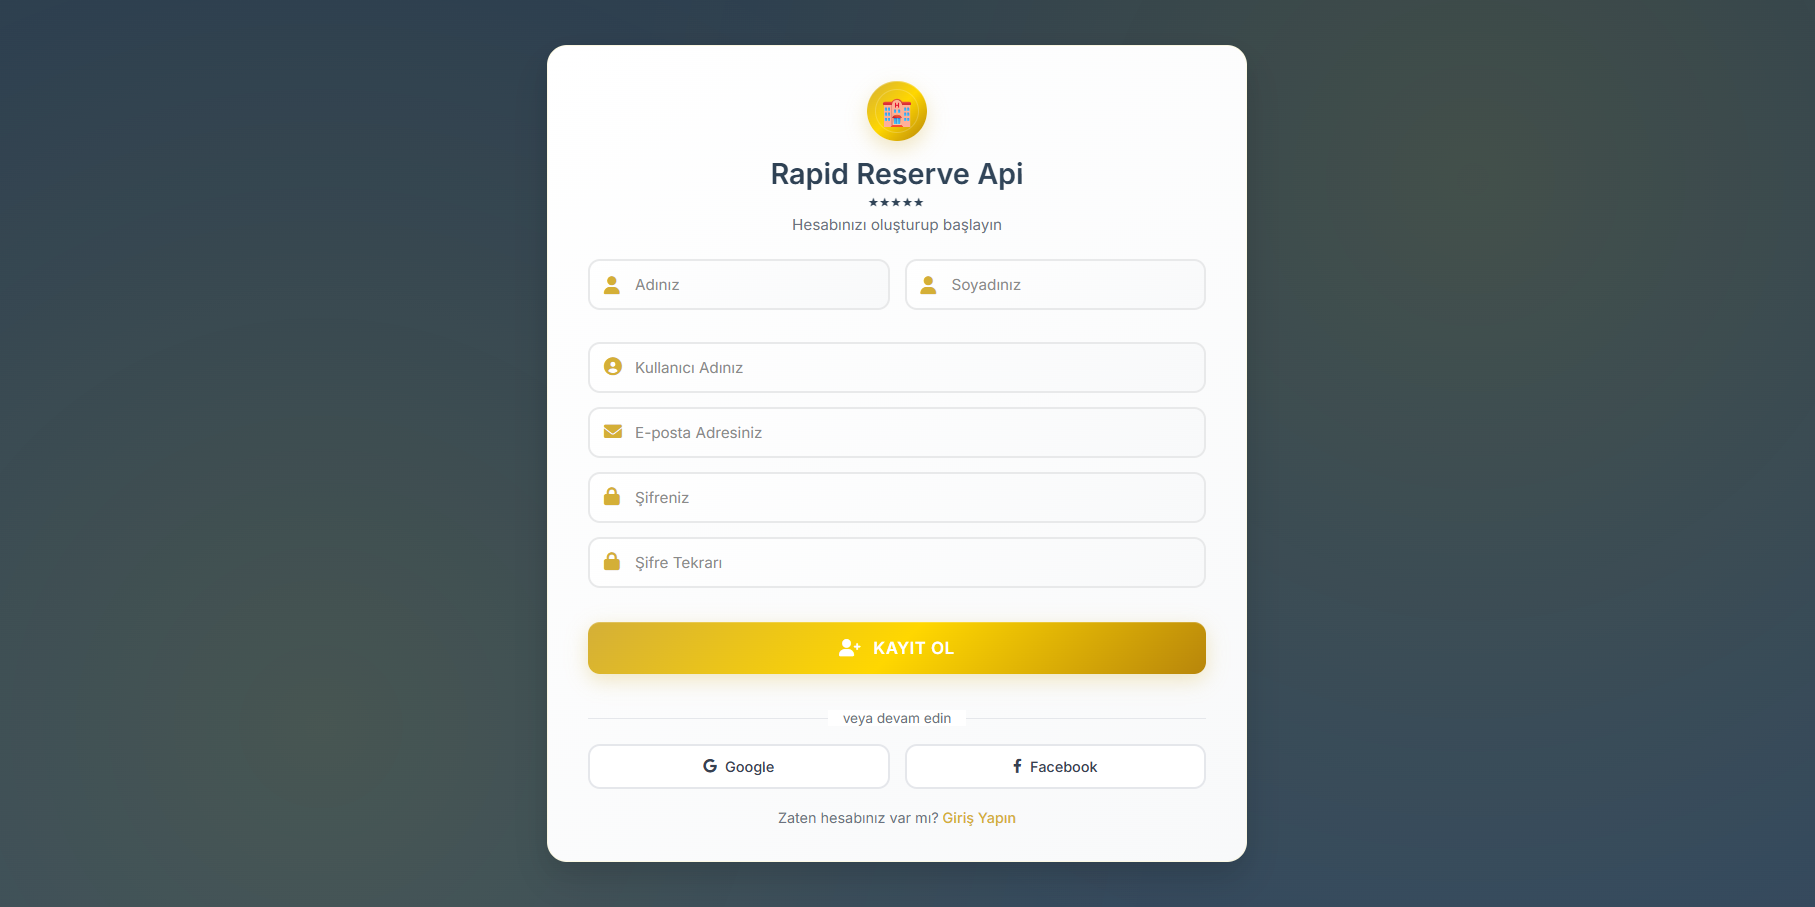 Rapid Reserve Api
★★★★★
Hesabınızı oluşturup başlayın
Adınız
Soyadınız
Kullanıcı Adınız
E-posta Adresiniz
Şifreniz
Şifre Tekrarı
KAYIT OL
veya devam edin
Google
Facebook
Zaten hesabınız var mı? Giriş Yapın